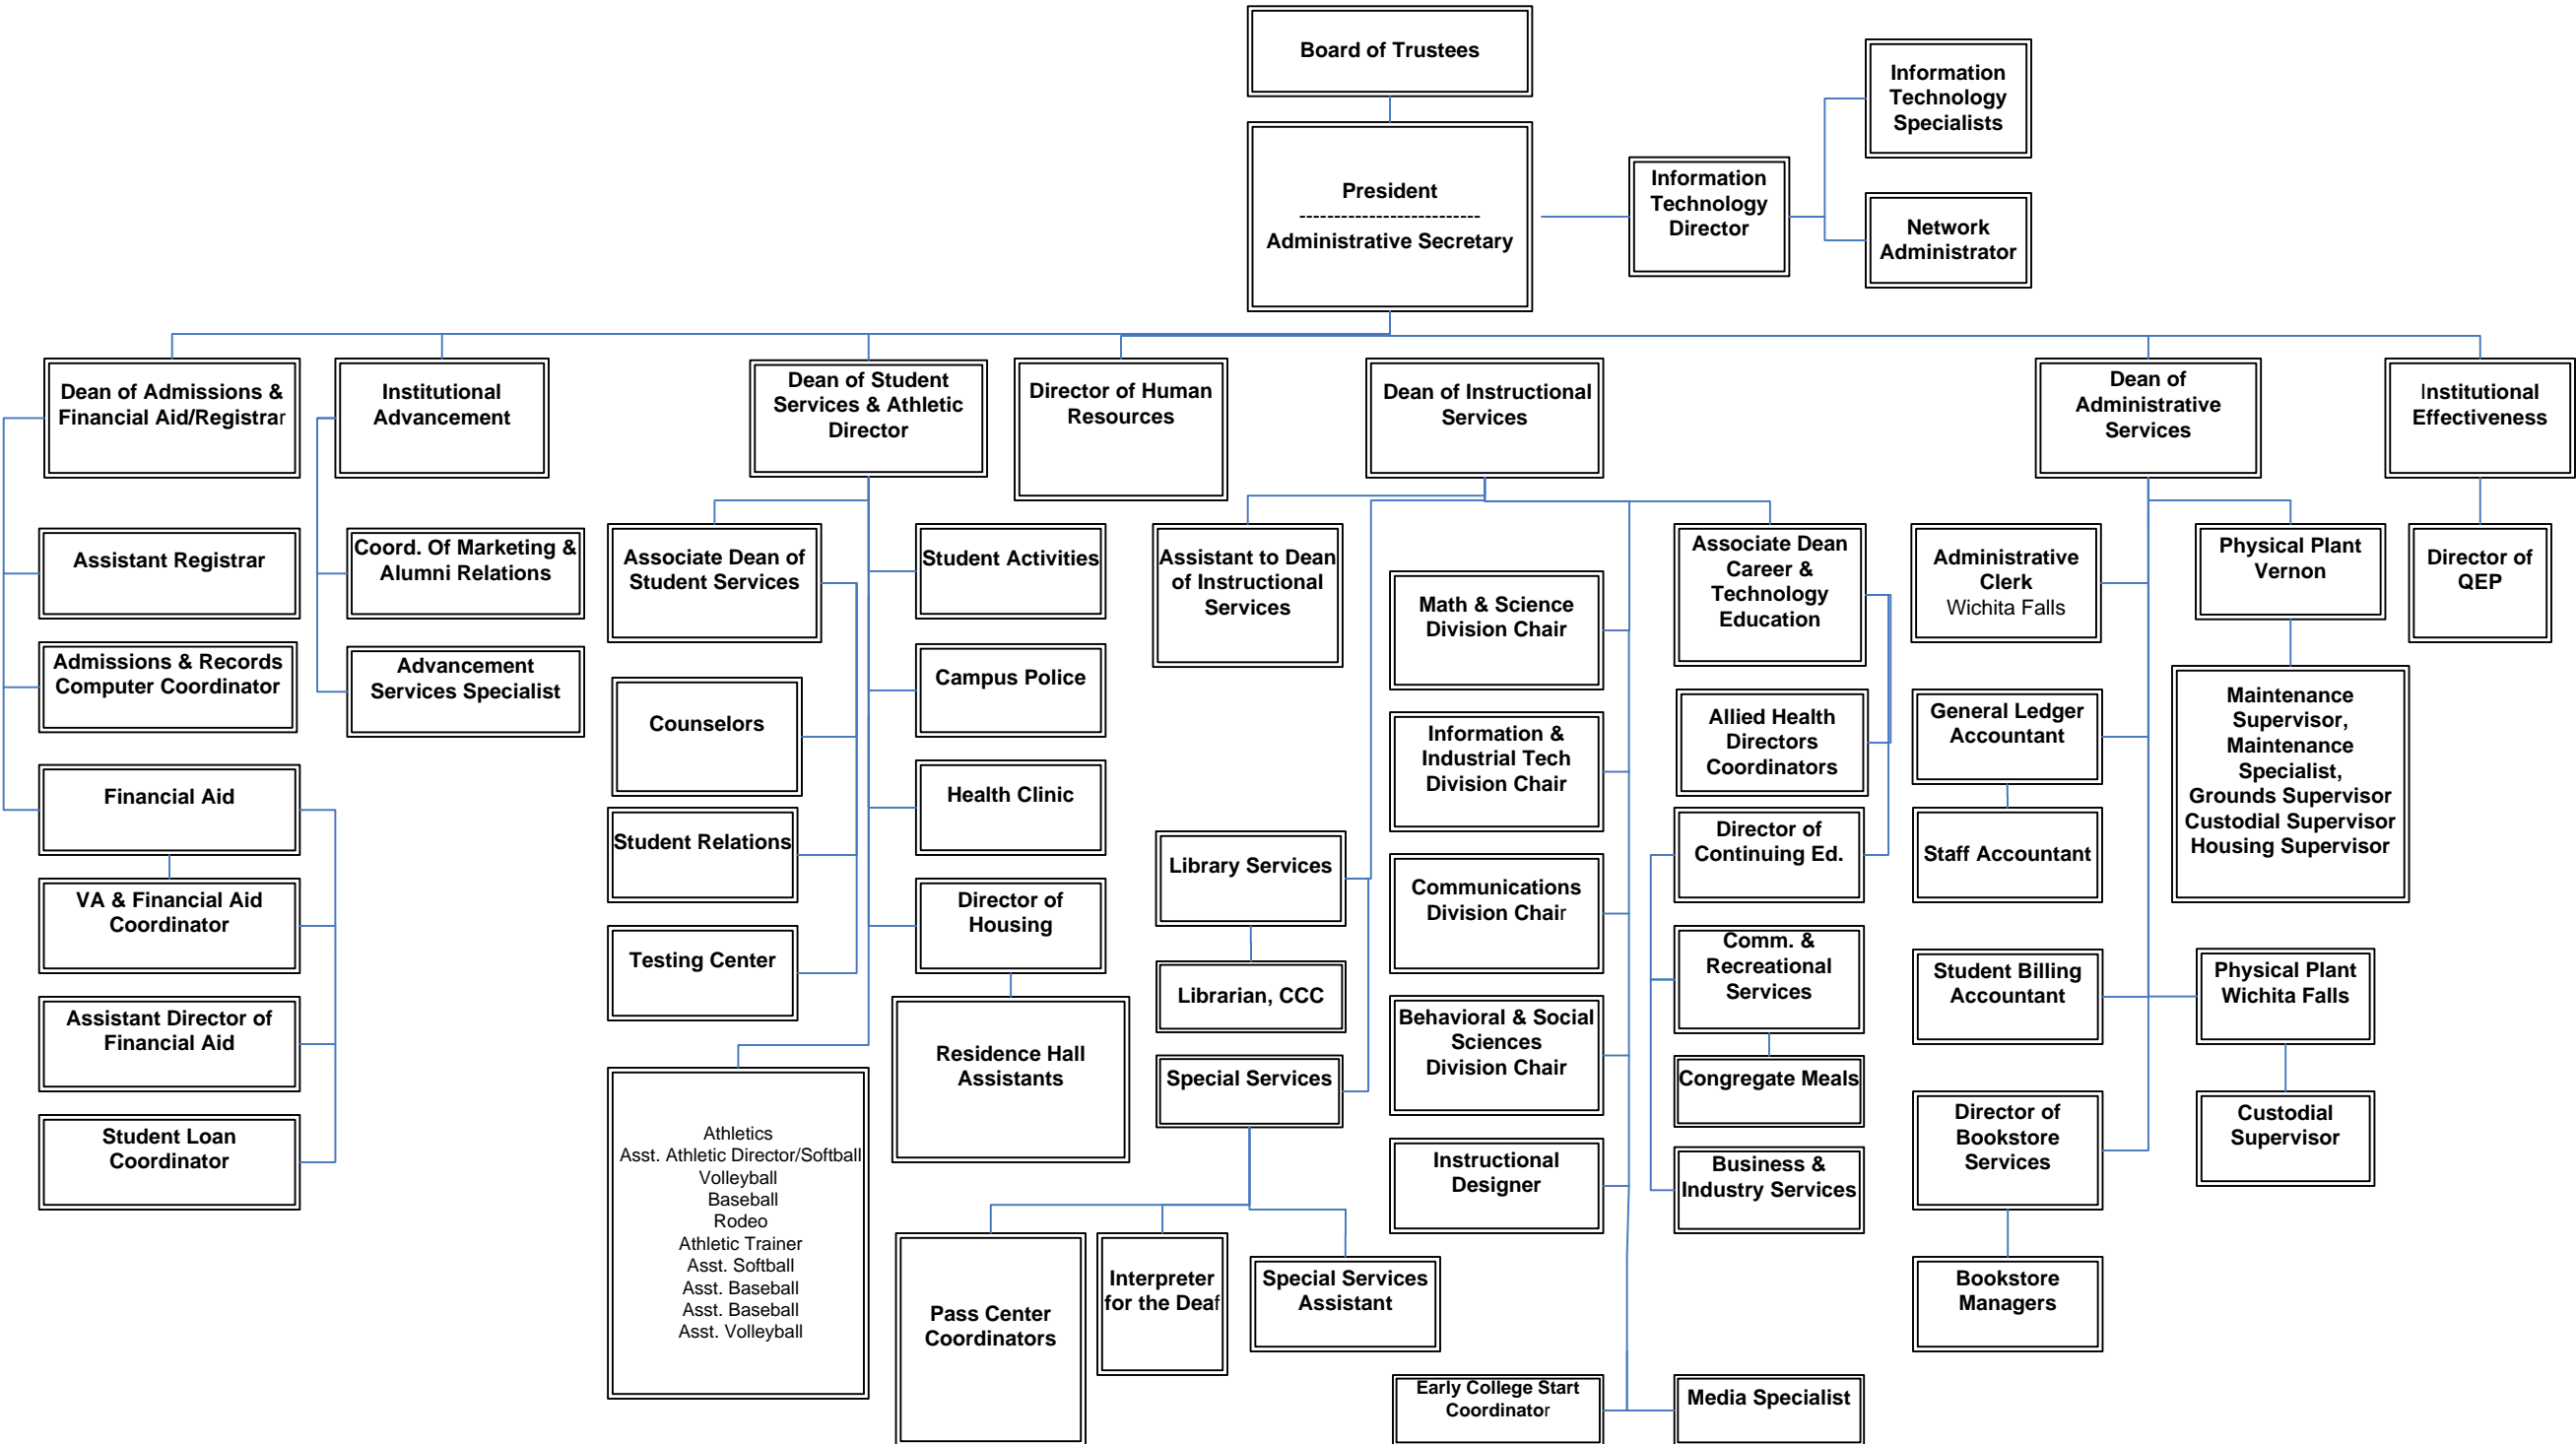 Board of Trustees
Information
Technology
Specialists
President
--------------------------
Administrative Secretary
Information
Technology
Director
Network
Administrator
Dean of Admissions &
Financial Aid/Registrar
Institutional
Advancement
Dean of Student
Services & Athletic
Director
Director of Human
Resources
Dean of Instructional
Services
Dean of
Administrative
Services
Institutional
Effectiveness
Assistant Registrar
Coord. Of Marketing &
Alumni Relations
Associate Dean of
Student Services
Student Activities
Assistant to Dean
of Instructional
Services
Math & Science
Division Chair
Associate Dean
Career &
Technology
Education
Administrative
Clerk
Wichita Falls
Physical Plant
Vernon
Director of
QEP
Admissions & Records
Computer Coordinator
Advancement
Services Specialist
Counselors
Campus Police
Information &
Industrial Tech
Division Chair
Allied Health
Directors
Coordinators
General Ledger
Accountant
Maintenance
Supervisor,
Maintenance
Specialist,
Grounds Supervisor
Custodial Supervisor
Housing Supervisor
Financial Aid
Student Relations
Health Clinic
Library Services
Communications
Division Chair
Director of
Continuing Ed.
Staff Accountant
VA & Financial Aid
Coordinator
Testing Center
Director of
Housing
Librarian, CCC
Comm. &
Recreational
Services
Student Billing
Accountant
Physical Plant
Wichita Falls
Assistant Director of
Financial Aid
Residence Hall
Assistants
Special Services
Behavioral & Social
Sciences
Division Chair
Congregate Meals
Director of
Bookstore
Services
Custodial
Supervisor
Student Loan
Coordinator
Athletics
Asst. Athletic Director/Softball
Volleyball
Baseball
Rodeo
Athletic Trainer
Asst. Softball
Asst. Baseball
Asst. Baseball
Asst. Volleyball
Instructional
Designer
Business &
Industry Services
Pass Center
Coordinators
Interpreter
for the Deaf
Special Services
Assistant
Bookstore
Managers
Early College Start
Coordinator
Media Specialist